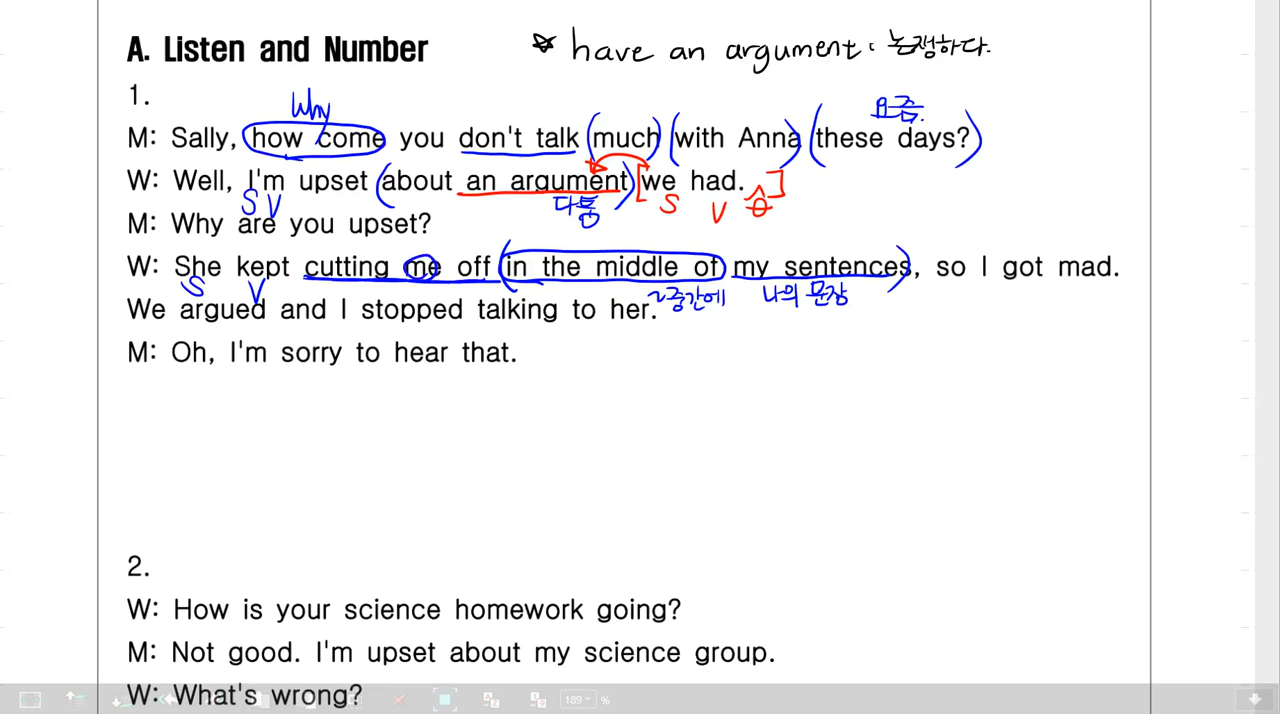 A. Listen and Number
☆ have an argument : 논쟁하다.
1.
Why
요즘.
M: Sally, how come you don't talk (much) (with Anna) (these days?)
W: Well, I'm upset (about an argument) [we had. ]
S V
다툼
S V
M: Why are you upset?
W: She kept cutting me off (in the middle of my sentences), so I got mad.
S V
~중간에
나의 문장
We argued and I stopped talking to her.
M: Oh, I'm sorry to hear that.
2.
W: How is your science homework going?
M: Not good. I'm upset about my science group.
W: What's wrong?
189 %